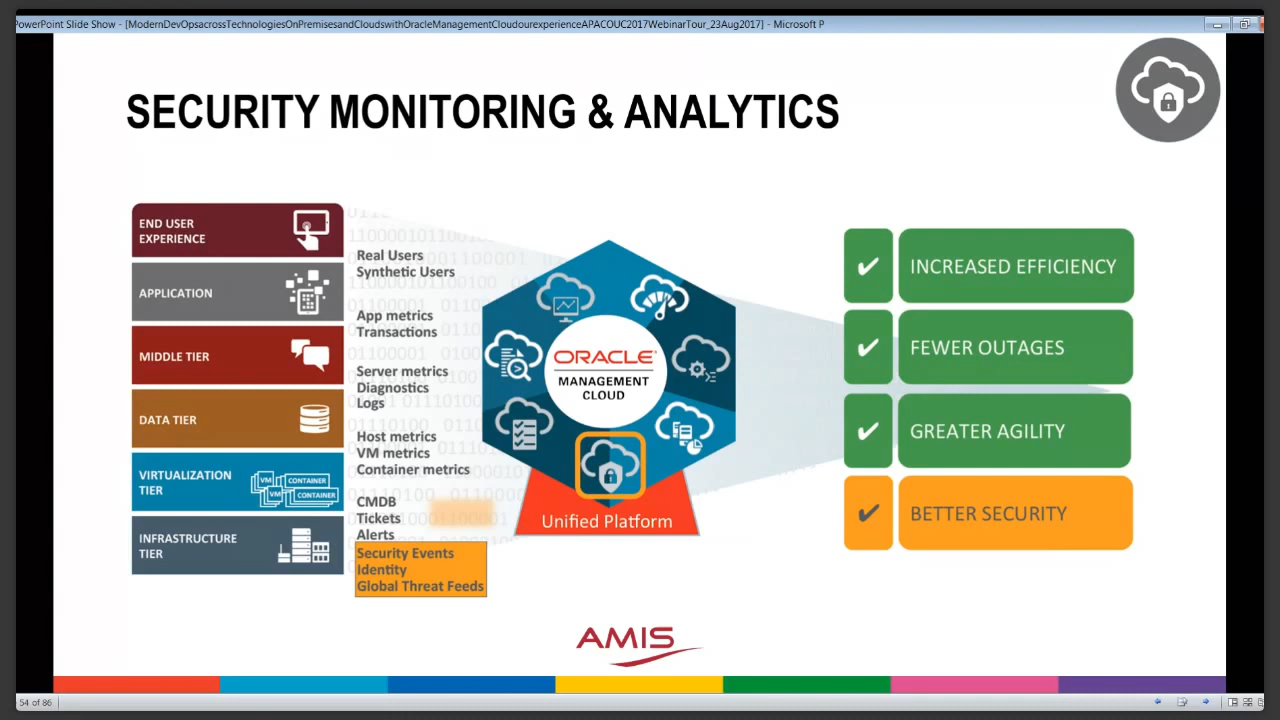 PowerPoint Slide Show - [ModernDevOpsacrossTechnologiesOnPremisesandCloudswithOracleManagementCloudourexperienceAPACOUC2017WebinarTour_23Aug2017] - Microsoft P
SECURITY MONITORING & ANALYTICS
END USER
EXPERIENCE
APPLICATION
MIDDLE TIER
DATA TIER
VIRTUALIZATION
TIER
VM
CONTAINER
VM
CONTAINER
INFRASTRUCTURE
TIER
Real Users
Synthetic Users
App metrics
Transactions
Server metrics
Diagnostics
Logs
Host metrics
VM metrics
Container metrics
CMDB
Tickets
Alerts
Security Events
Identity
Global Threat Feeds
ORACLE
MANAGEMENT
CLOUD
Unified Platform
INCREASED EFFICIENCY
FEWER OUTAGES
GREATER AGILITY
BETTER SECURITY
AMIS
54 of 86